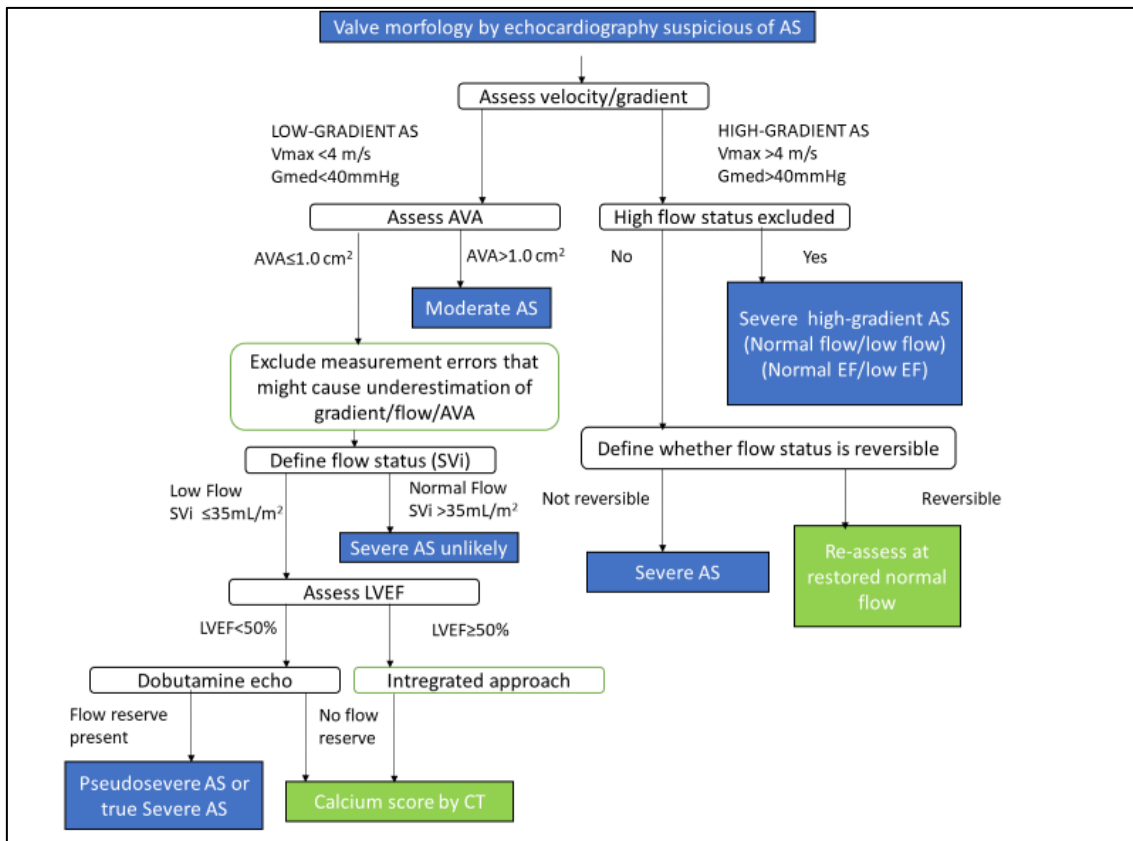 Valve morfology by echocardiography suspicious of AS
Assess velocity/gradient
LOW-GRADIENT AS
Vmax <4 m/s
Gmed<40mmHg
HIGH-GRADIENT AS
Vmax >4 m/s
Gmed>40mmHg
Assess AVA
High flow status excluded
AVA≤1.0 cm²
AVA>1.0 cm²
No
Yes
Moderate AS
Severe high-gradient AS
(Normal flow/low flow)
(Normal EF/low EF)
Exclude measurement errors that
might cause underestimation of
gradient/flow/AVA
Define flow status (SVi)
Define whether flow status is reversible
Low Flow
SVi ≤35mL/m²
Normal Flow
SVi >35mL/m²
Not reversible
Reversible
Severe AS unlikely
Severe AS
Re-assess at
restored normal
flow
Assess LVEF
LVEF<50%
LVEF≥50%
Dobutamine echo
Intregrated approach
Flow reserve
present
No flow
reserve
Pseudosevere AS or
true Severe AS
Calcium score by CT